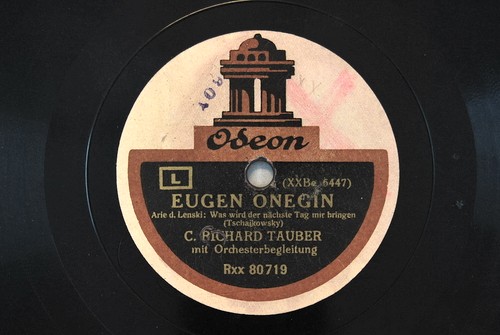 Odeon
L
(XXBo 6447)
EUGEN ONEGIN
Arie d. Lenski: Was wird der nächste Tag mir bringen
(Tschaikowsky)
C. RICHARD TAUBER
mit Orchesterbegleitung
Rxx 80719